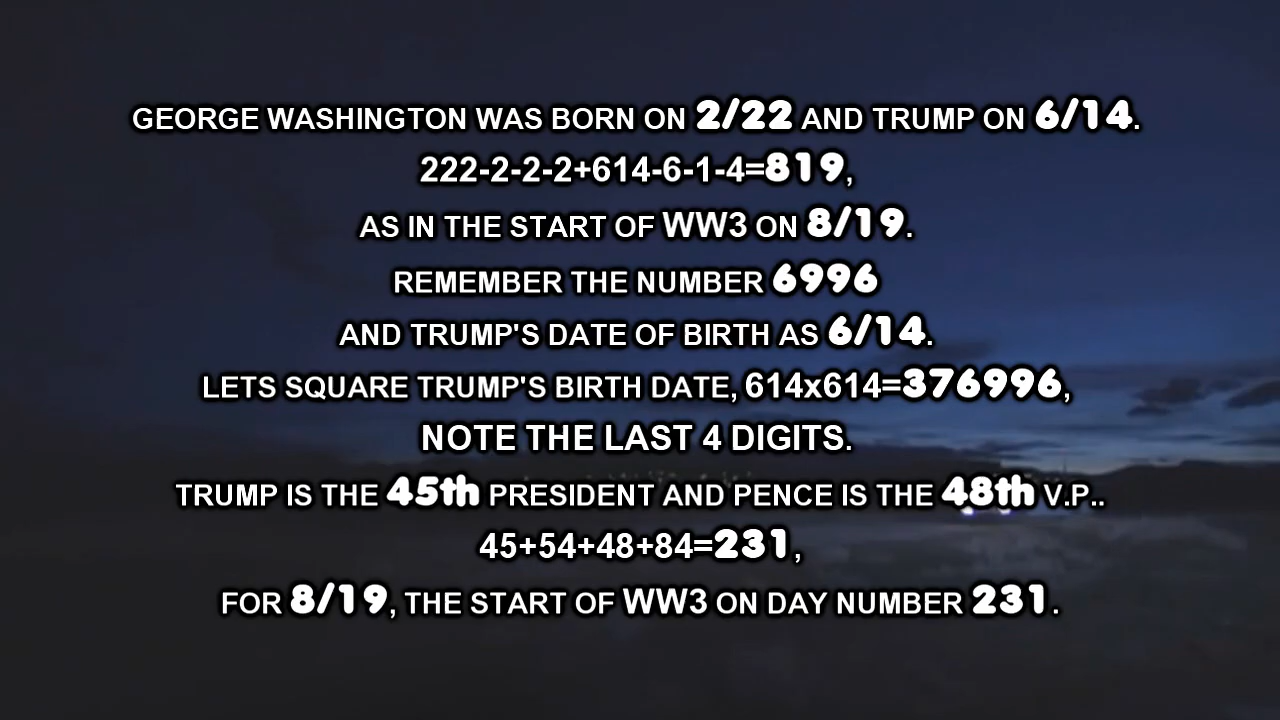 GEORGE WASHINGTON WAS BORN ON 2/22 AND TRUMP ON 6/14.
222-2-2-2+614-6-1-4=819,
AS IN THE START OF WW3 ON 8/19.
REMEMBER THE NUMBER 6996
AND TRUMP'S DATE OF BIRTH AS 6/14.
LETS SQUARE TRUMP'S BIRTH DATE, 614x614=376996,
NOTE THE LAST 4 DIGITS.
TRUMP IS THE 45th PRESIDENT AND PENCE IS THE 48th V.P..
45+54+48+84=231,
FOR 8/19, THE START OF WW3 ON DAY NUMBER 231.